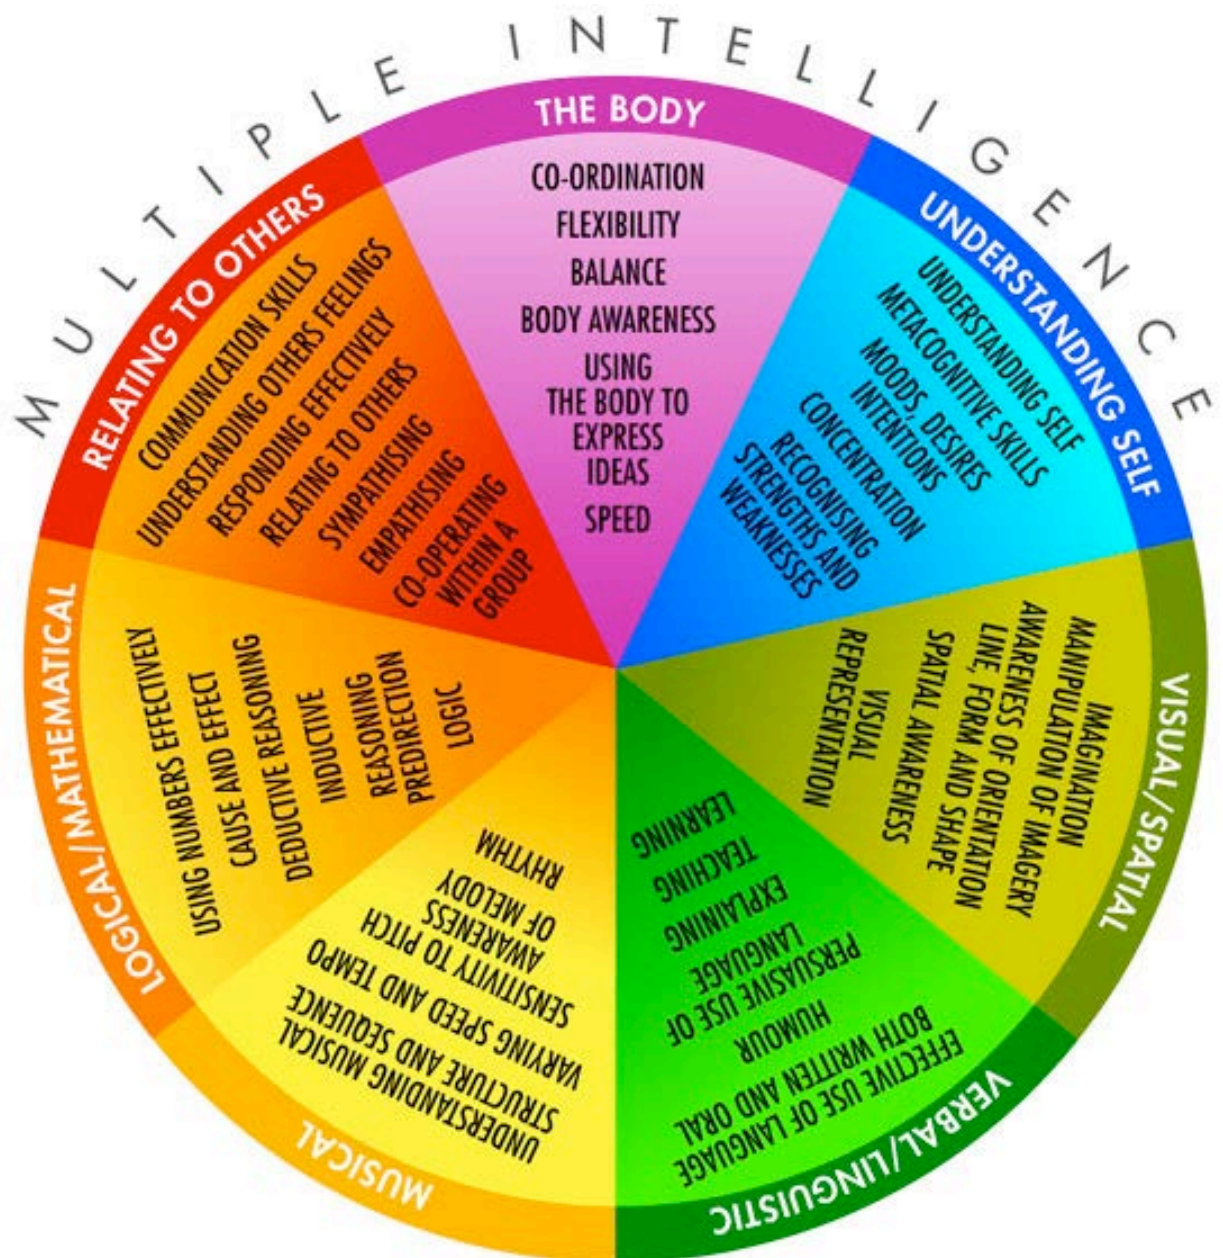 MULTIPLE INTELLIGENCE
THE BODY
CO-ORDINATION
FLEXIBILITY
BALANCE
BODY AWARENESS
USING
THE BODY TO
EXPRESS
IDEAS
SPEED
UNDERSTANDING SELF
UNDERSTANDING SELF
METACOGNITIVE SKILLS
MOODS, DESIRES
INTENTIONS
CONCENTRATION
RECOGNISING
STRENGTHS AND
WEAKNESSES
VISUAL/SPATIAL
IMAGINATION
MANIPULATION OF IMAGERY
AWARENESS OF ORIENTATION
LINE, FORM AND SHAPE
SPATIAL AWARENESS
VISUAL
REPRESENTATION
VERBAL/LINGUISTIC
EFFECTIVE USE OF LANGUAGE
BOTH WRITTEN AND ORAL
HUMOUR
PERSUASIVE USE OF
LANGUAGE
EXPLAINING
TEACHING
LEARNING
MUSICAL
UNDERSTANDING MUSICAL
STRUCTURE AND SEQUENCE
VARYING SPEED AND TEMPO
SENSITIVITY TO PITCH
AWARENESS
OF MELODY
RHYTHM
LOGICAL/MATHEMATICAL
USING NUMBERS EFFECTIVELY
CAUSE AND EFFECT
DEDUCTIVE REASONING
INDUCTIVE
REASONING
PREDIRECTION
LOGIC
RELATING TO OTHERS
COMMUNICATION SKILLS
UNDERSTANDING OTHERS FEELINGS
RESPONDING EFFECTIVELY
RELATING TO OTHERS
SYMPATHISING
EMPATHISING
CO-OPERATING
WITHIN A
GROUP